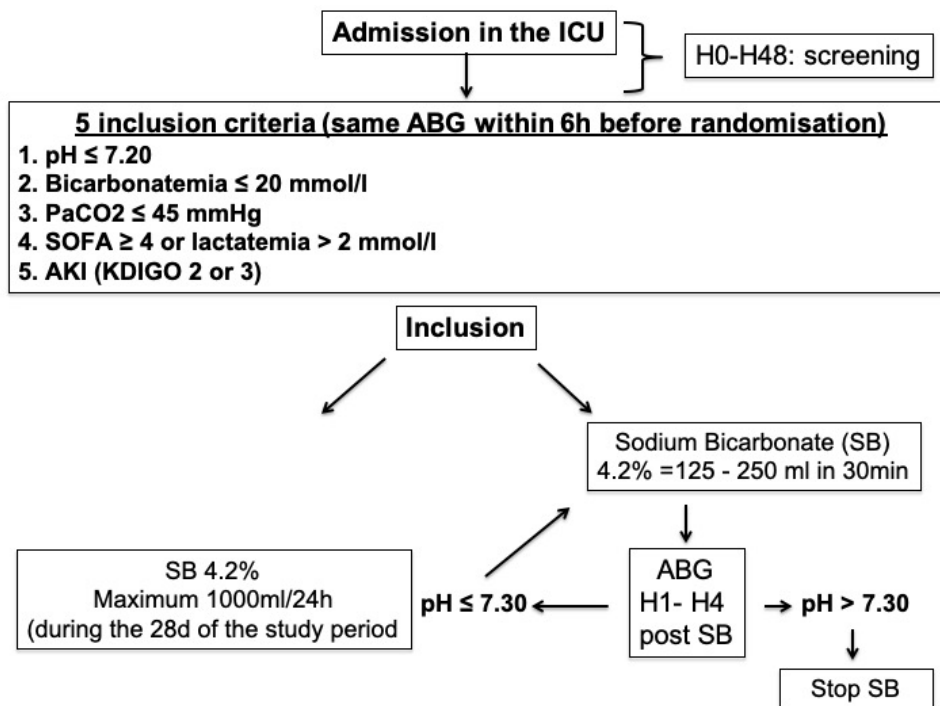 Admission in the ICU
H0-H48: screening
5 inclusion criteria (same ABG within 6h before randomisation)
1. pH ≤ 7.20
2. Bicarbonatemia ≤ 20 mmol/l
3. PaCO2 ≤ 45 mmHg
4. SOFA ≥ 4 or lactatemia > 2 mmol/l
5. AKI (KDIGO 2 or 3)
Inclusion
Sodium Bicarbonate (SB)
4.2% =125 - 250 ml in 30min
SB 4.2%
Maximum 1000ml/24h
(during the 28d of the study period
pH ≤ 7.30
ABG
H1- H4
post SB
pH > 7.30
Stop SB